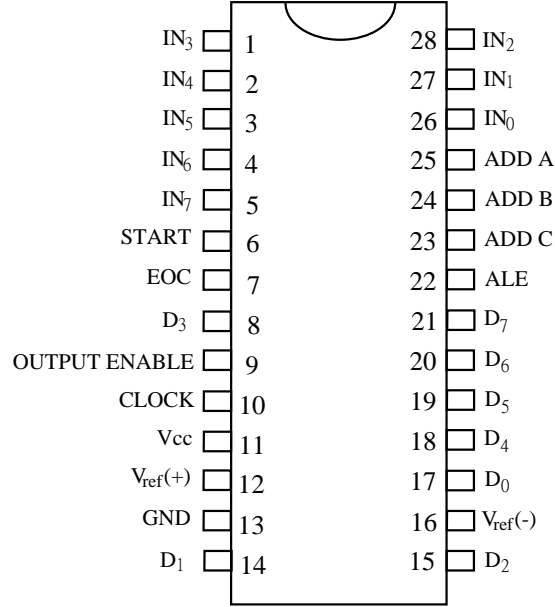 IN₃ 1 28 IN₂
IN₄ 2 27 IN₁
IN₅ 3 26 IN₀
IN₆ 4 25 ADD A
IN₇ 5 24 ADD B
START 6 23 ADD C
EOC 7 22 ALE
D₃ 8 21 D₇
OUTPUT ENABLE 9 20 D₆
CLOCK 10 19 D₅
Vcc 11 18 D₄
Vref(+) 12 17 D₀
GND 13 16 Vref(-)
D₁ 14 15 D₂